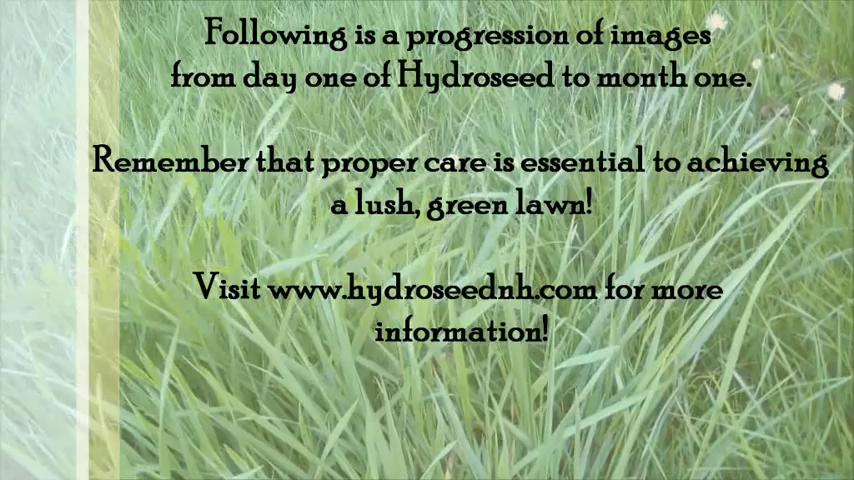 Following is a progression of images
from day one of Hydroseed to month one.
Remember that proper care is essential to achieving
a lush, green lawn!
Visit www.hydroseednh.com for more
information!